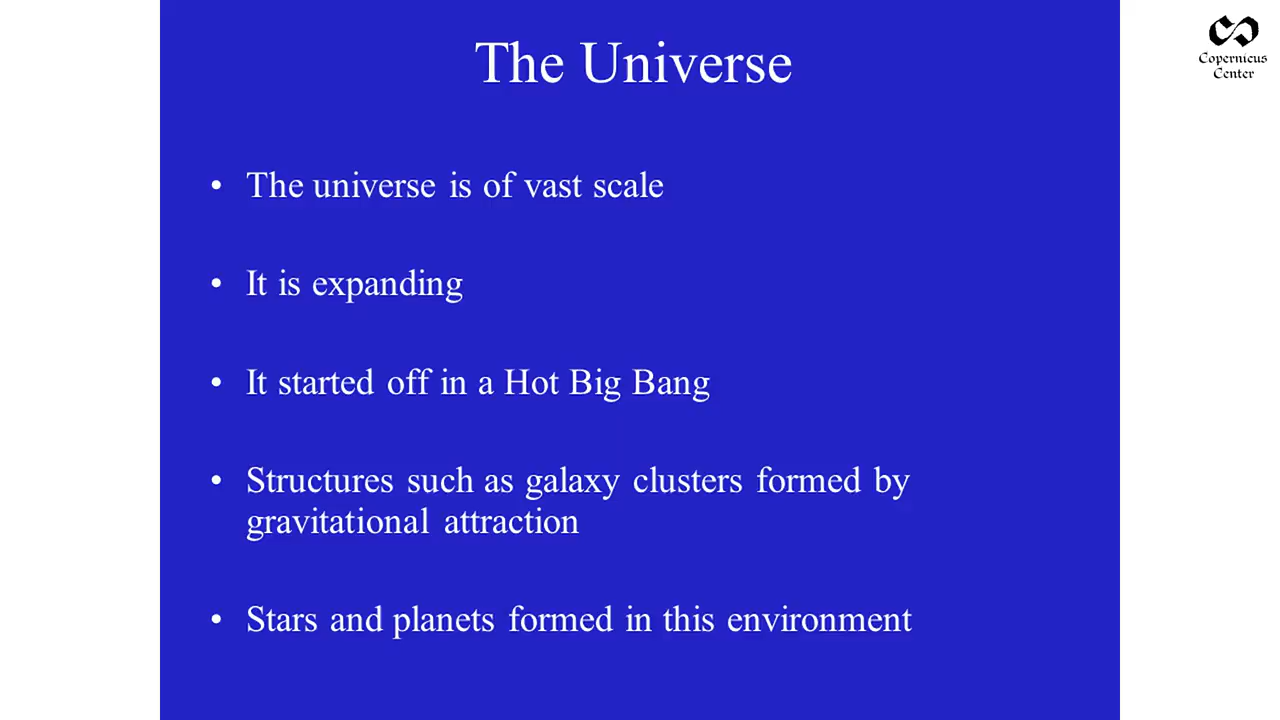 The Universe
Copernicus
Center
• The universe is of vast scale
• It is expanding
• It started off in a Hot Big Bang
• Structures such as galaxy clusters formed by
gravitational attraction
• Stars and planets formed in this environment